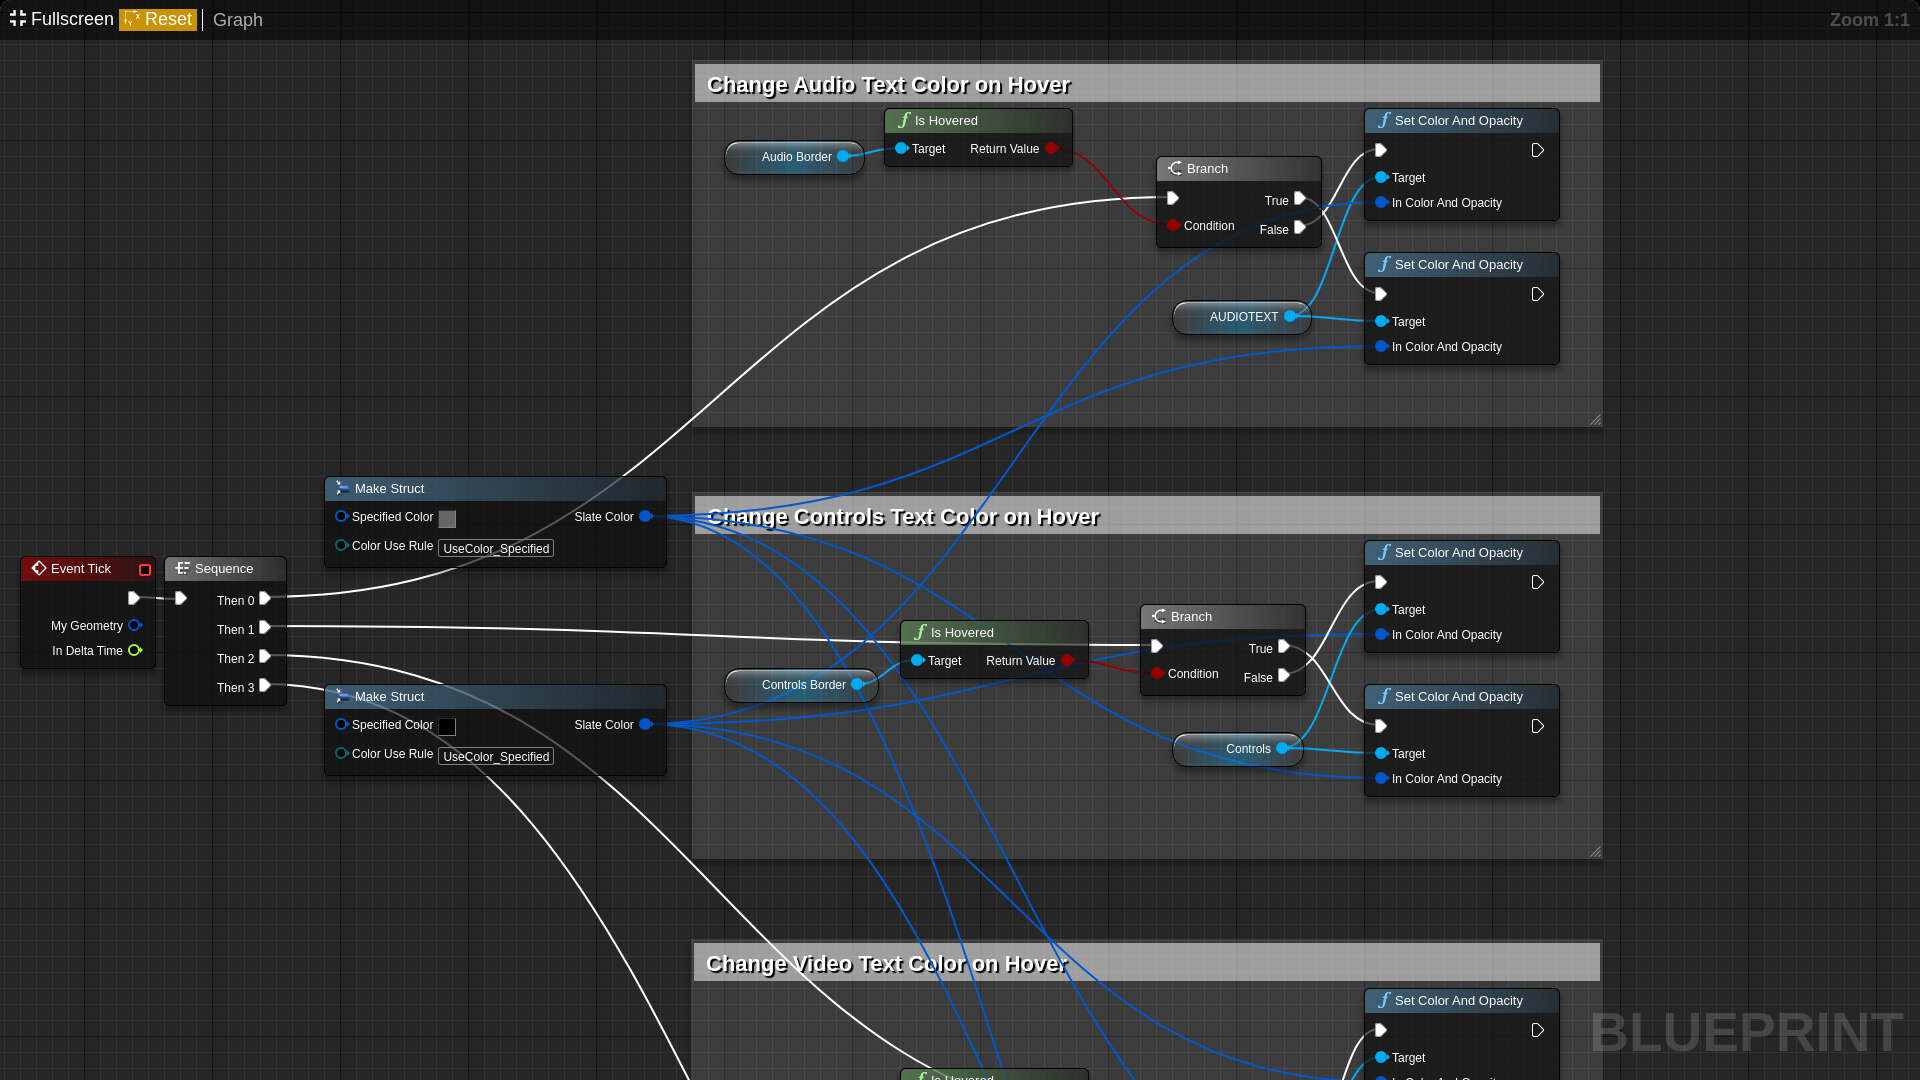 Fullscreen Reset Graph Zoom 1:1
Change Audio Text Color on Hover
Is Hovered
Target Return Value
Audio Border
Branch
True
Condition
False
Set Color And Opacity
Target
In Color And Opacity
Set Color And Opacity
Target
In Color And Opacity
AUDIOTEXT
Make Struct
Specified Color Slate Color
Color Use Rule UseColor_Specified
Event Tick
My Geometry
In Delta Time
Sequence
Then 0
Then 1
Then 2
Then 3
Make Struct
Specified Color Slate Color
Color Use Rule UseColor_Specified
Change Controls Text Color on Hover
Is Hovered
Target Return Value
Controls Border
Branch
True
Condition
False
Set Color And Opacity
Target
In Color And Opacity
Set Color And Opacity
Target
In Color And Opacity
Controls
Change Video Text Color on Hover
Set Color And Opacity
Target
In Color And Opacity
Is Hovered
BLUEPRINT